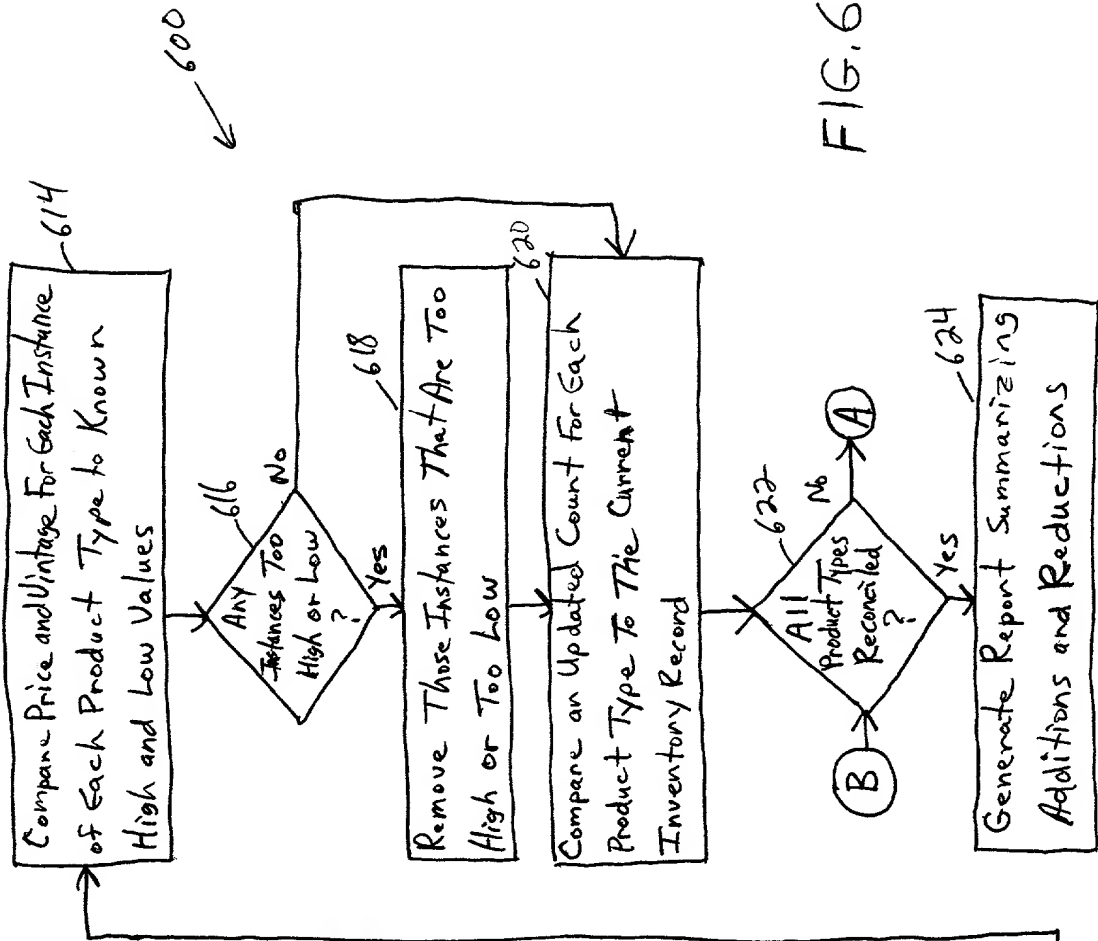 600
614
Compare Price and Vintage For Each Instance
of Each Product Type to Known
High and Low Values
616
Any
Instances Too
High or Low
?
No
Yes
618
Remove Those Instances That Are Too
High or Too Low
620
Compare an Updated Count For Each
Product Type To The Current
Inventory Record
622
All
Product Types
Reconciled
?
No
A
B
Yes
624
Generate Report Summarizing
Additions and Reductions
FIG. 6